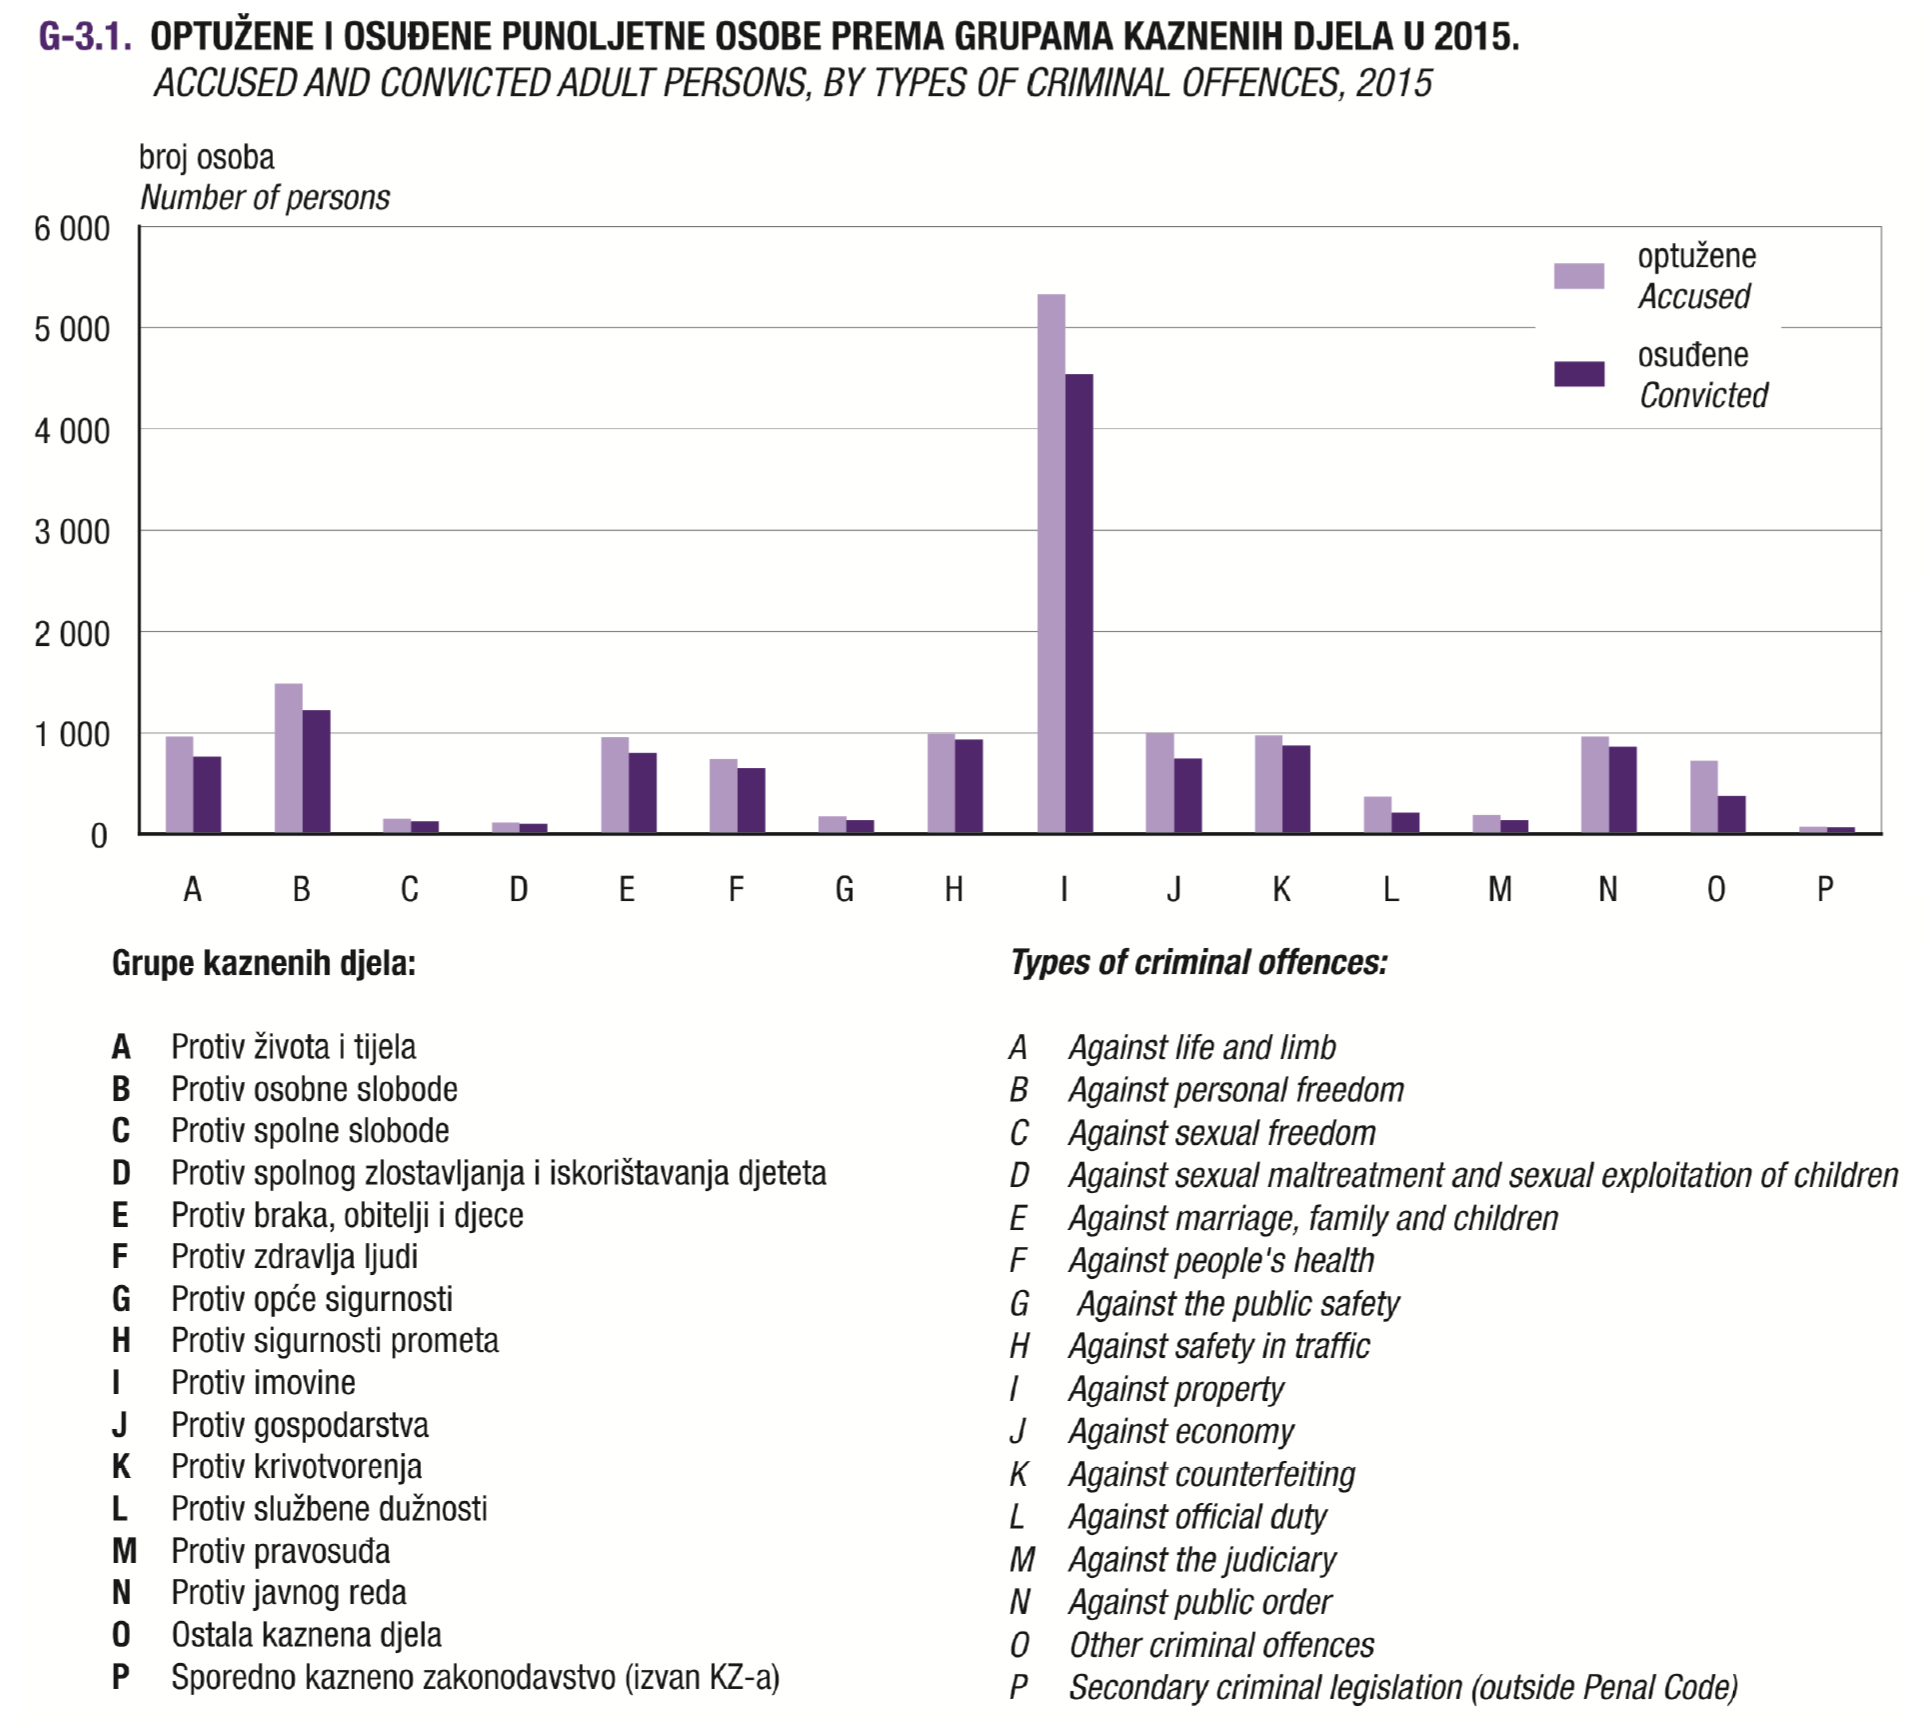 G-3.1. OPTUŽENE I OSUĐENE PUNOLJETNE OSOBE PREMA GRUPAMA KAZNENIH DJELA U 2015.
ACCUSED AND CONVICTED ADULT PERSONS, BY TYPES OF CRIMINAL OFFENCES, 2015
broj osoba
Number of persons
6 000
5 000
4 000
3 000
2 000
1 000
0
optužene
Accused
osuđene
Convicted
A B C D E F G H I J K L M N O P
Grupe kaznenih djela:
A Protiv života i tijela
B Protiv osobne slobode
C Protiv spolne slobode
D Protiv spolnog zlostavljanja i iskorištavanja djeteta
E Protiv braka, obitelji i djece
F Protiv zdravlja ljudi
G Protiv opće sigurnosti
H Protiv sigurnosti prometa
I Protiv imovine
J Protiv gospodarstva
K Protiv krivotvorenja
L Protiv službene dužnosti
M Protiv pravosuđa
N Protiv javnog reda
O Ostala kaznena djela
P Sporedno kazneno zakonodavstvo (izvan KZ-a)
Types of criminal offences:
A Against life and limb
B Against personal freedom
C Against sexual freedom
D Against sexual maltreatment and sexual exploitation of children
E Against marriage, family and children
F Against people's health
G Against the public safety
H Against safety in traffic
I Against property
J Against economy
K Against counterfeiting
L Against official duty
M Against the judiciary
N Against public order
O Other criminal offences
P Secondary criminal legislation (outside Penal Code)